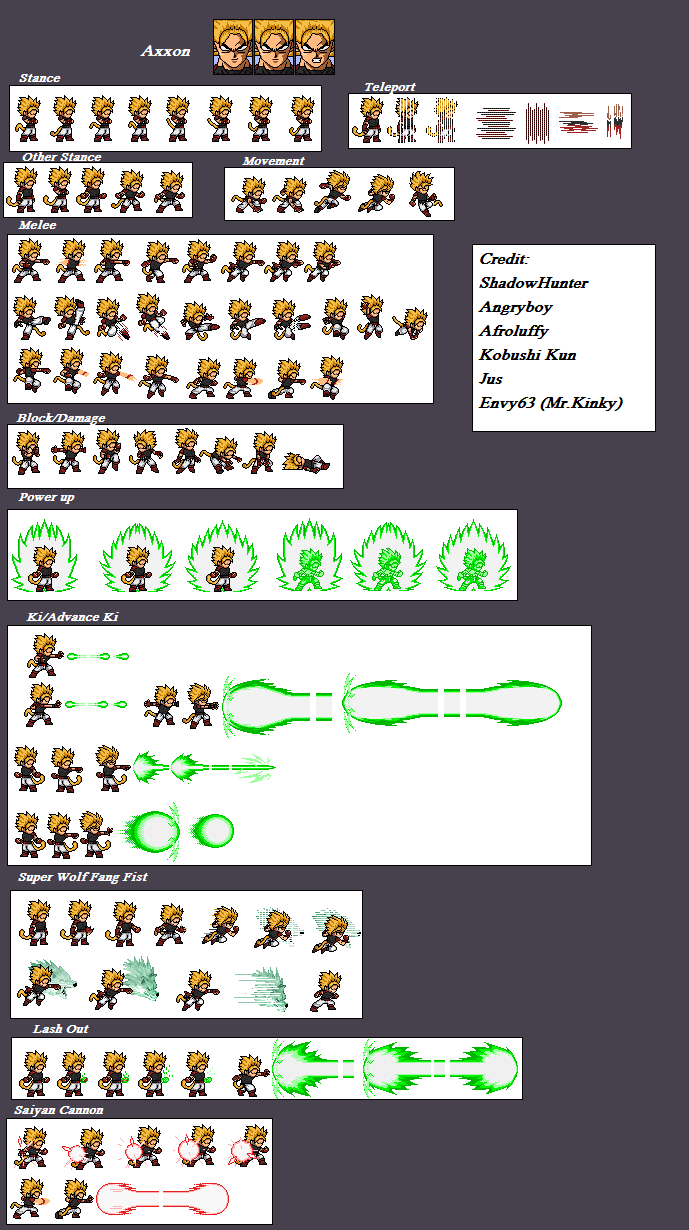 Axxon
Stance
Teleport
Other Stance
Movement
Melee
Credit:
ShadowHunter
Angryboy
Afroluffy
Kobushi Kun
Jus
Envy63 (Mr.Kinky)
Block/Damage
Power up
Ki/Advance Ki
Super Wolf Fang Fist
Lash Out
Saiyan Cannon